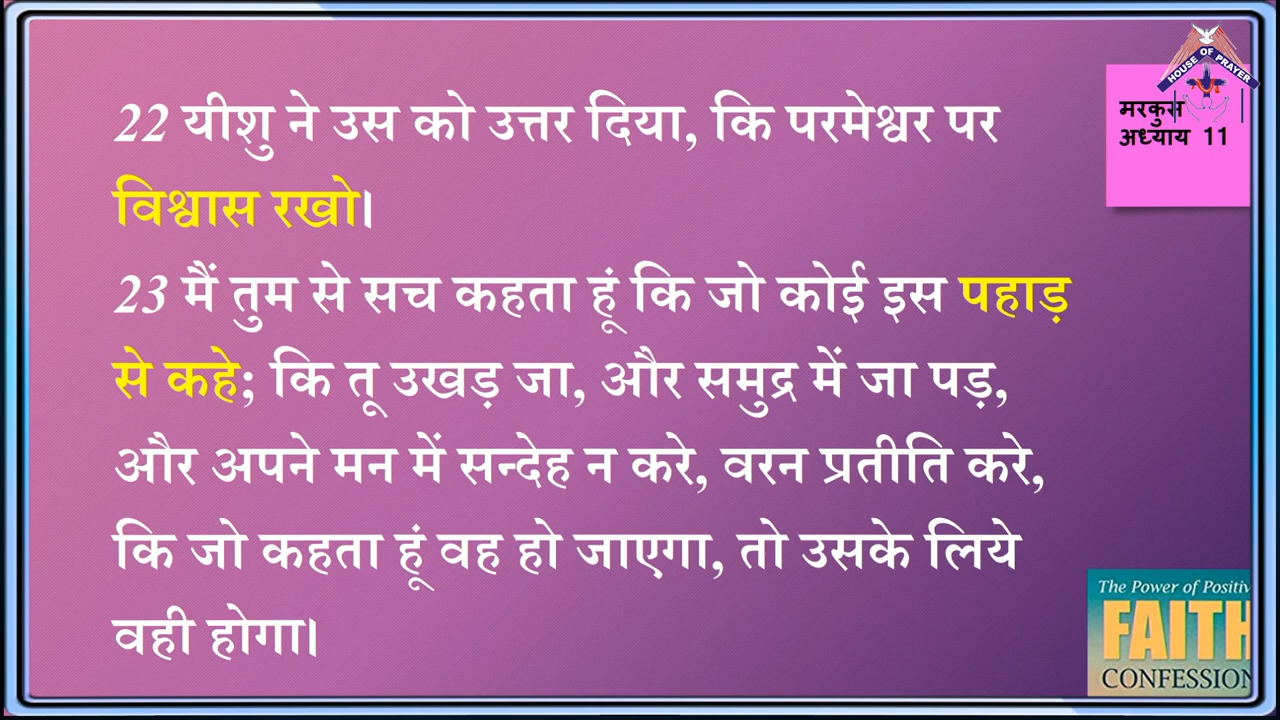 22 यीशु ने उस को उत्तर दिया, कि परमेश्वर पर
विश्वास रखो।
23 मैं तुम से सच कहता हूं कि जो कोई इस पहाड़
से कहे; कि तू उखड़ जा, और समुद्र में जा पड़,
और अपने मन में सन्देह न करे, वरन प्रतीति करे,
कि जो कहता हूं वह हो जाएगा, तो उसके लिये
वही होगा।
HOUSE OF PRAYER
मरकुस
अध्याय 11
The Power of Positiv
FAITH
CONFESSION